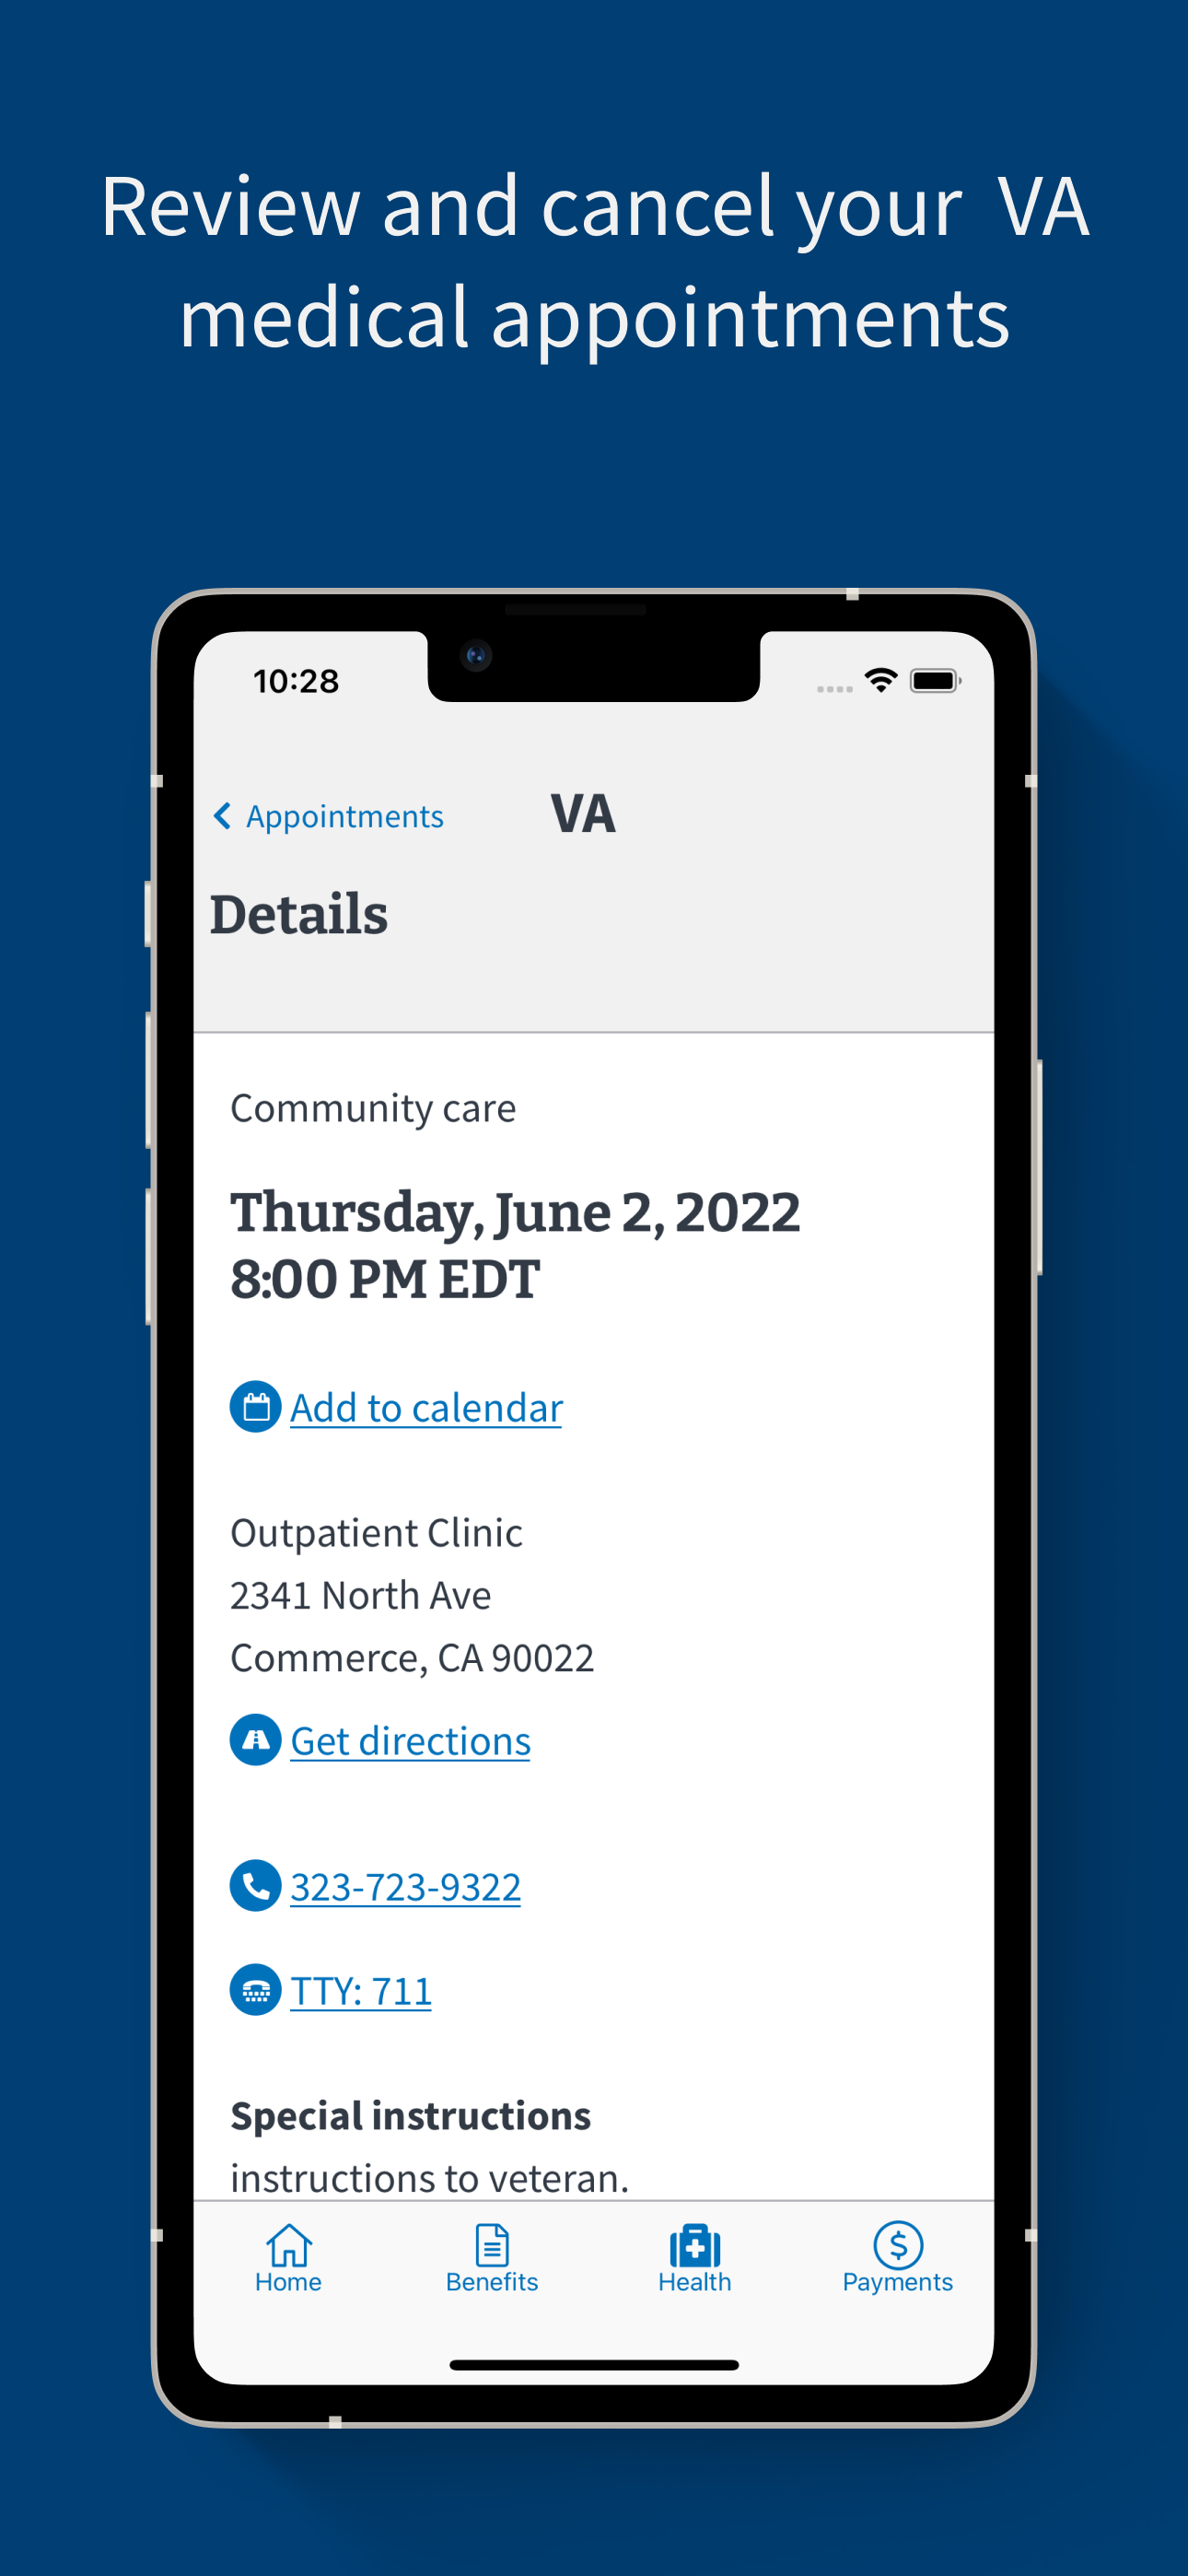 Review and cancel your VA
medical appointments
10:28
Appointments
VA
Details
Community care
Thursday, June 2, 2022
8:00 PM EDT
Add to calendar
Outpatient Clinic
2341 North Ave
Commerce, CA 90022
Get directions
323-723-9322
TTY: 711
Special instructions
instructions to veteran.
Home
Benefits
Health
Payments